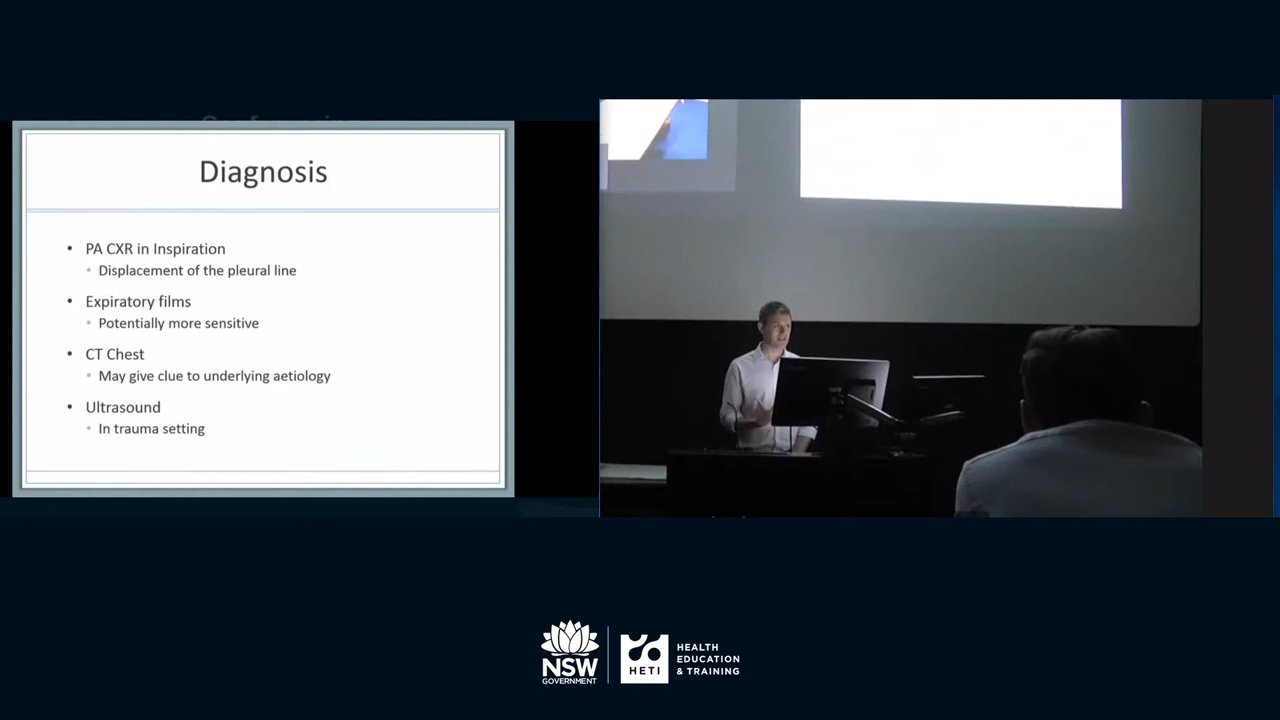 Diagnosis
• PA CXR in Inspiration
• Displacement of the pleural line
• Expiratory films
• Potentially more sensitive
• CT Chest
• May give clue to underlying aetiology
• Ultrasound
• In trauma setting
NSW
GOVERNMENT
HETI
HEALTH
EDUCATION
& TRAINING